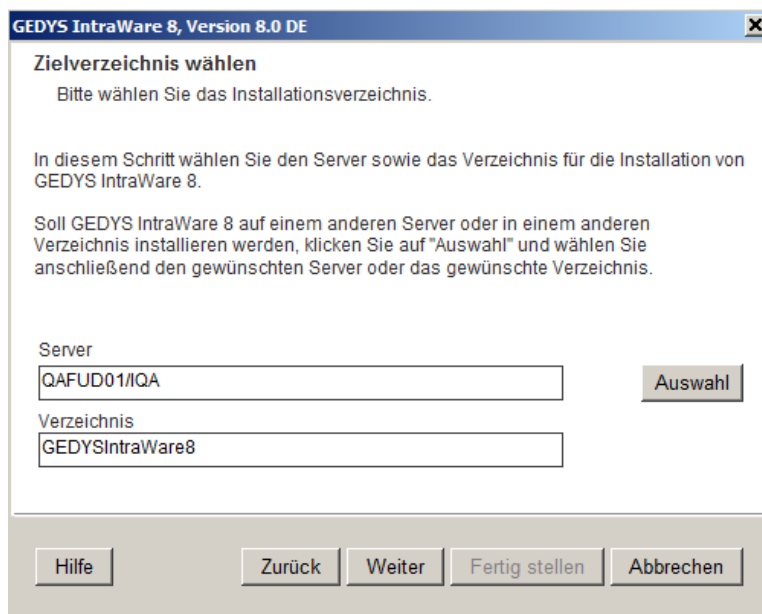 GEDYS IntraWare 8, Version 8.0 DE
Zielverzeichnis wählen
Bitte wählen Sie das Installationsverzeichnis.
In diesem Schritt wählen Sie den Server sowie das Verzeichnis für die Installation von
GEDYS IntraWare 8.
Soll GEDYS IntraWare 8 auf einem anderen Server oder in einem anderen
Verzeichnis installieren werden, klicken Sie auf "Auswahl" und wählen Sie
anschließend den gewünschten Server oder das gewünschte Verzeichnis.
Server
QAFUD01/IQA
Auswahl
Verzeichnis
GEDYSIntraWare8
Hilfe
Zurück
Weiter
Fertig stellen
Abbrechen